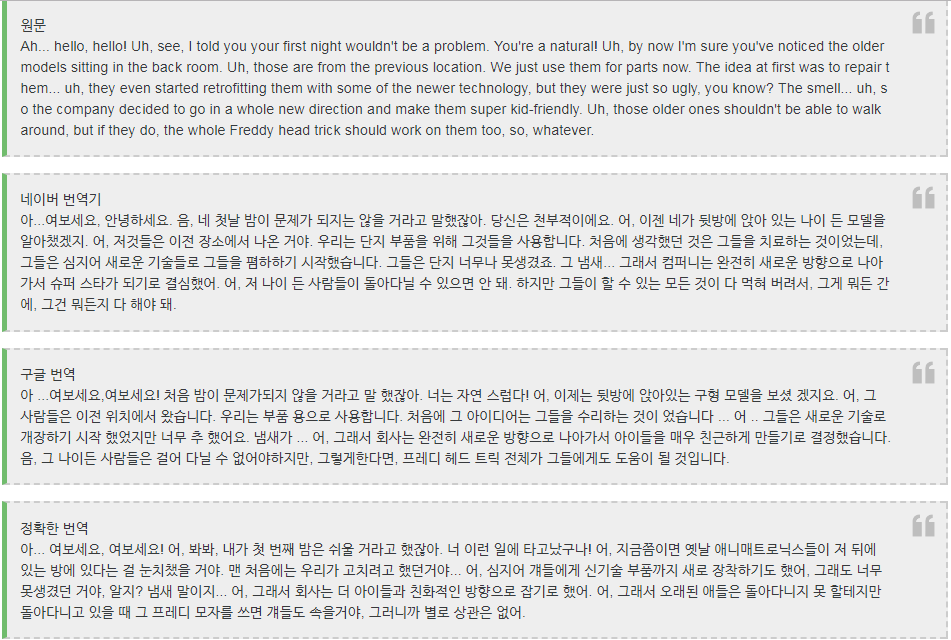 원문
Ah... hello, hello! Uh, see, I told you your first night wouldn't be a problem. You're a natural! Uh, by now I'm sure you've noticed the older
models sitting in the back room. Uh, those are from the previous location. We just use them for parts now. The idea at first was to repair t
hem... uh, they even started retrofitting them with some of the newer technology, but they were just so ugly, you know? The smell... uh, s
o the company decided to go in a whole new direction and make them super kid-friendly. Uh, those older ones shouldn't be able to walk
around, but if they do, the whole Freddy head trick should work on them too, so, whatever.
네이버 번역기
아...여보세요, 안녕하세요. 음, 네 첫날 밤이 문제가 되지는 않을 거라고 말했잖아. 당신은 천부적이에요. 어, 이젠 네가 뒷방에 앉아 있는 나이 든 모델을
알아챘겠지. 어, 저것들은 이전 장소에서 나온 거야. 우리는 단지 부품을 위해 그것들을 사용합니다. 처음에 생각했던 것은 그들을 치료하는 것이었는데,
그들은 심지어 새로운 기술들로 그들을 폄하하기 시작했습니다. 그들은 단지 너무나 못생겼죠. 그 냄새... 그래서 컴퍼니는 완전히 새로운 방향으로 나아
가서 슈퍼 스타가 되기로 결심했어. 어, 저 나이 든 사람들이 돌아다닐 수 있으면 안 돼. 하지만 그들이 할 수 있는 모든 것이 다 먹혀 버려서, 그게 뭐든 간
에, 그건 뭐든지 다 해야 돼.
구글 번역
아 ...여보세요,여보세요! 처음 밤이 문제가되지 않을 거라고 말 했잖아. 너는 자연 스럽다! 어, 이제는 뒷방에 앉아있는 구형 모델을 보셨 겠지요. 어, 그
사람들은 이전 위치에서 왔습니다. 우리는 부품 용으로 사용합니다. 처음에 그 아이디어는 그들을 수리하는 것이 었습니다 ... 어 .. 그들은 새로운 기술로
개장하기 시작 했었지만 너무 추 했어요. 냄새가 ... 어, 그래서 회사는 완전히 새로운 방향으로 나아가서 아이들을 매우 친근하게 만들기로 결정했습니다.
음, 그 나이든 사람들은 걸어 다닐 수 없어야하지만, 그렇게한다면, 프레디 헤드 트릭 전체가 그들에게도 도움이 될 것입니다.
정확한 번역
아... 여보세요, 여보세요! 어, 봐봐, 내가 첫 번째 밤은 쉬울 거라고 했잖아. 너 이런 일에 타고났구나! 어, 지금쯤이면 옛날 애니매트로닉스들이 저 뒤에
있는 방에 있다는 걸 눈치챘을 거야. 맨 처음에는 우리가 고치려고 했던거야... 어, 심지어 걔들에게 신기술 부품까지 새로 장착하기도 했어, 그래도 너무
못생겼던 거야, 알지? 냄새 말이지... 어, 그래서 회사는 더 아이들과 친화적인 방향으로 잡기로 했어. 어, 그래서 오래된 애들은 돌아다니지 못 할테지만
돌아다니고 있을 때 그 프레디 모자를 쓰면 걔들도 속을거야, 그러니까 별로 상관은 없어.